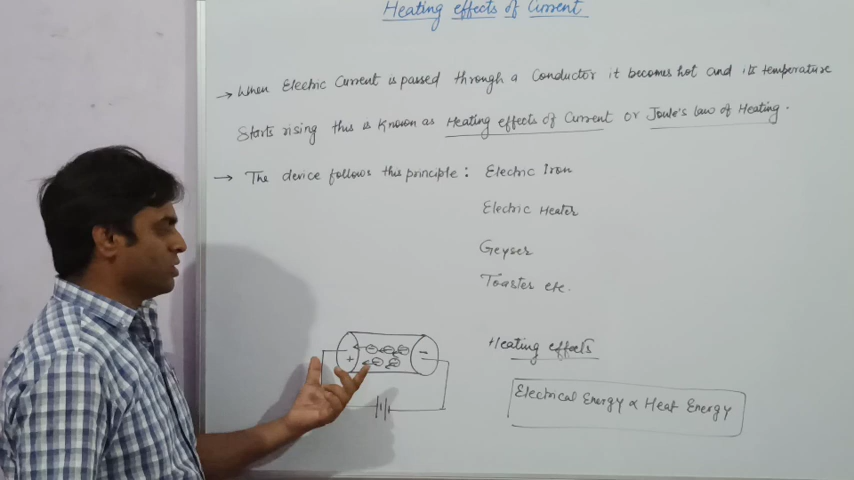 Heating effects of Current
→ When Electric Current is passed through a Conductor it becomes hot and its temperature
Starts rising this is known as Heating effects of Current or Joule's law of Heating.
→ The device follows this principle : Electric Iron
Electric Heater
Geyser
Toaster etc.
Heating effects
+ −
Electrical Energy ∝ Heat Energy